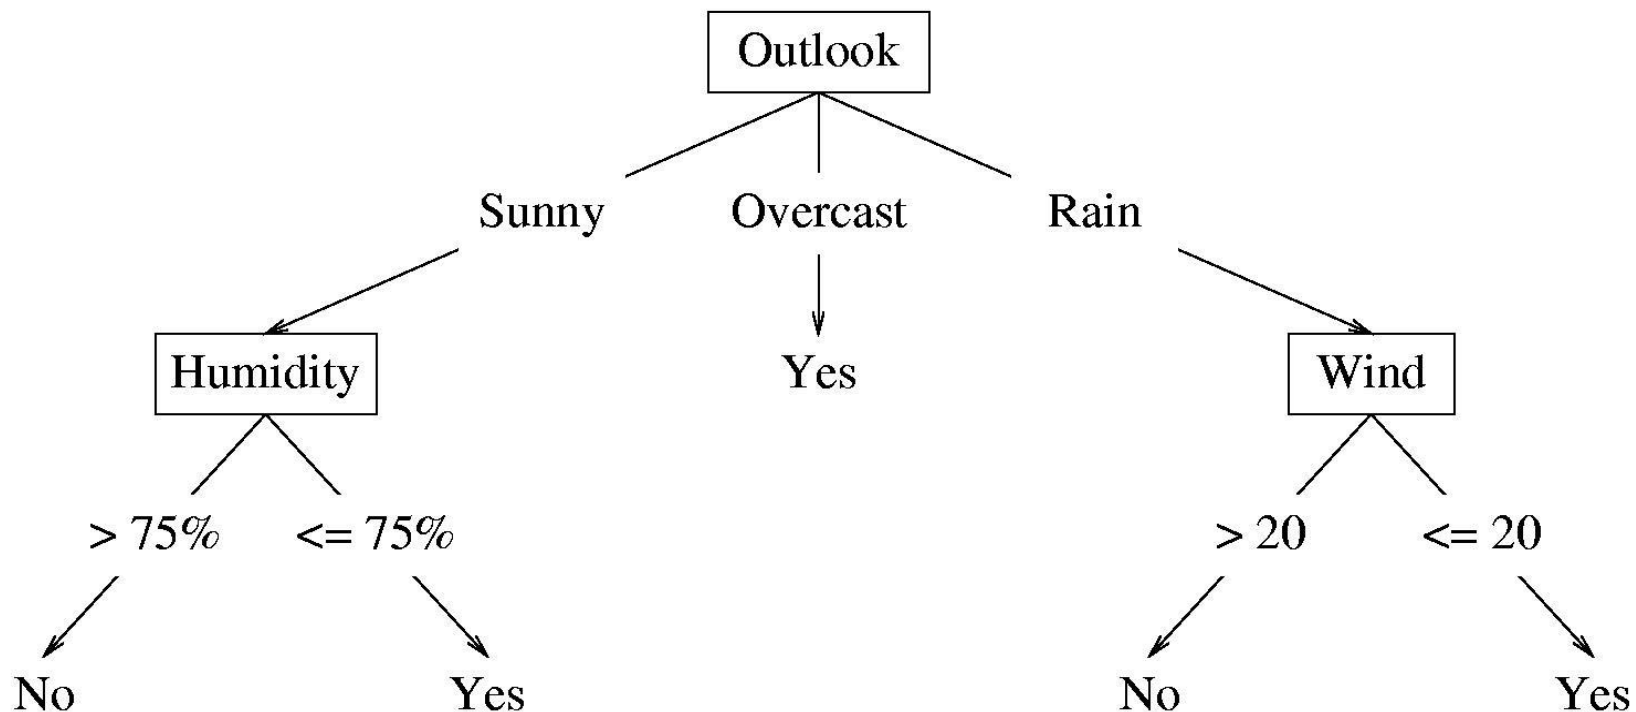 Outlook
Sunny Overcast Rain
Humidity Yes Wind
> 75% <= 75% > 20 <= 20
No Yes No Yes